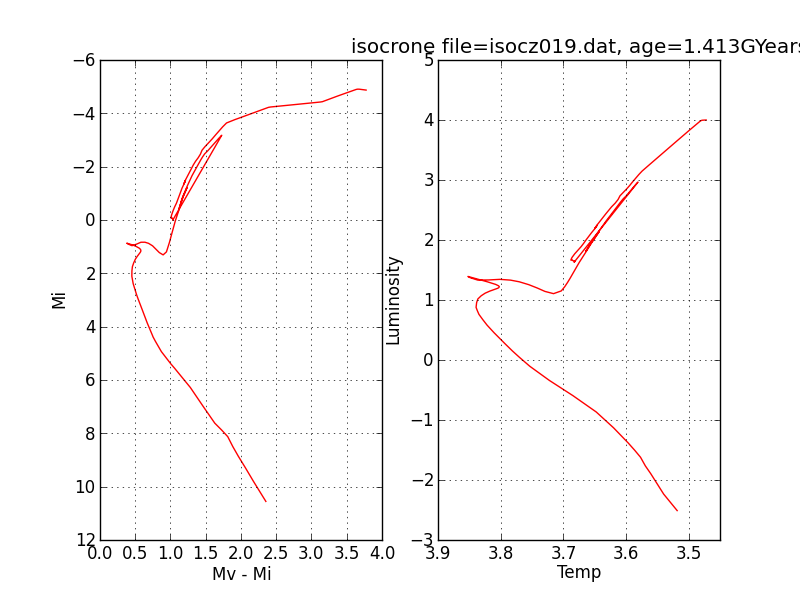 isocrone file=isocz019.dat, age=1.413GYears
−6
−4
−2
0
2
4
6
8
10
12
Mi
0.0 0.5 1.0 1.5 2.0 2.5 3.0 3.5 4.0
Mv - Mi
5
4
3
2
1
0
−1
−2
−3
Luminosity
3.9 3.8 3.7 3.6 3.5
Temp